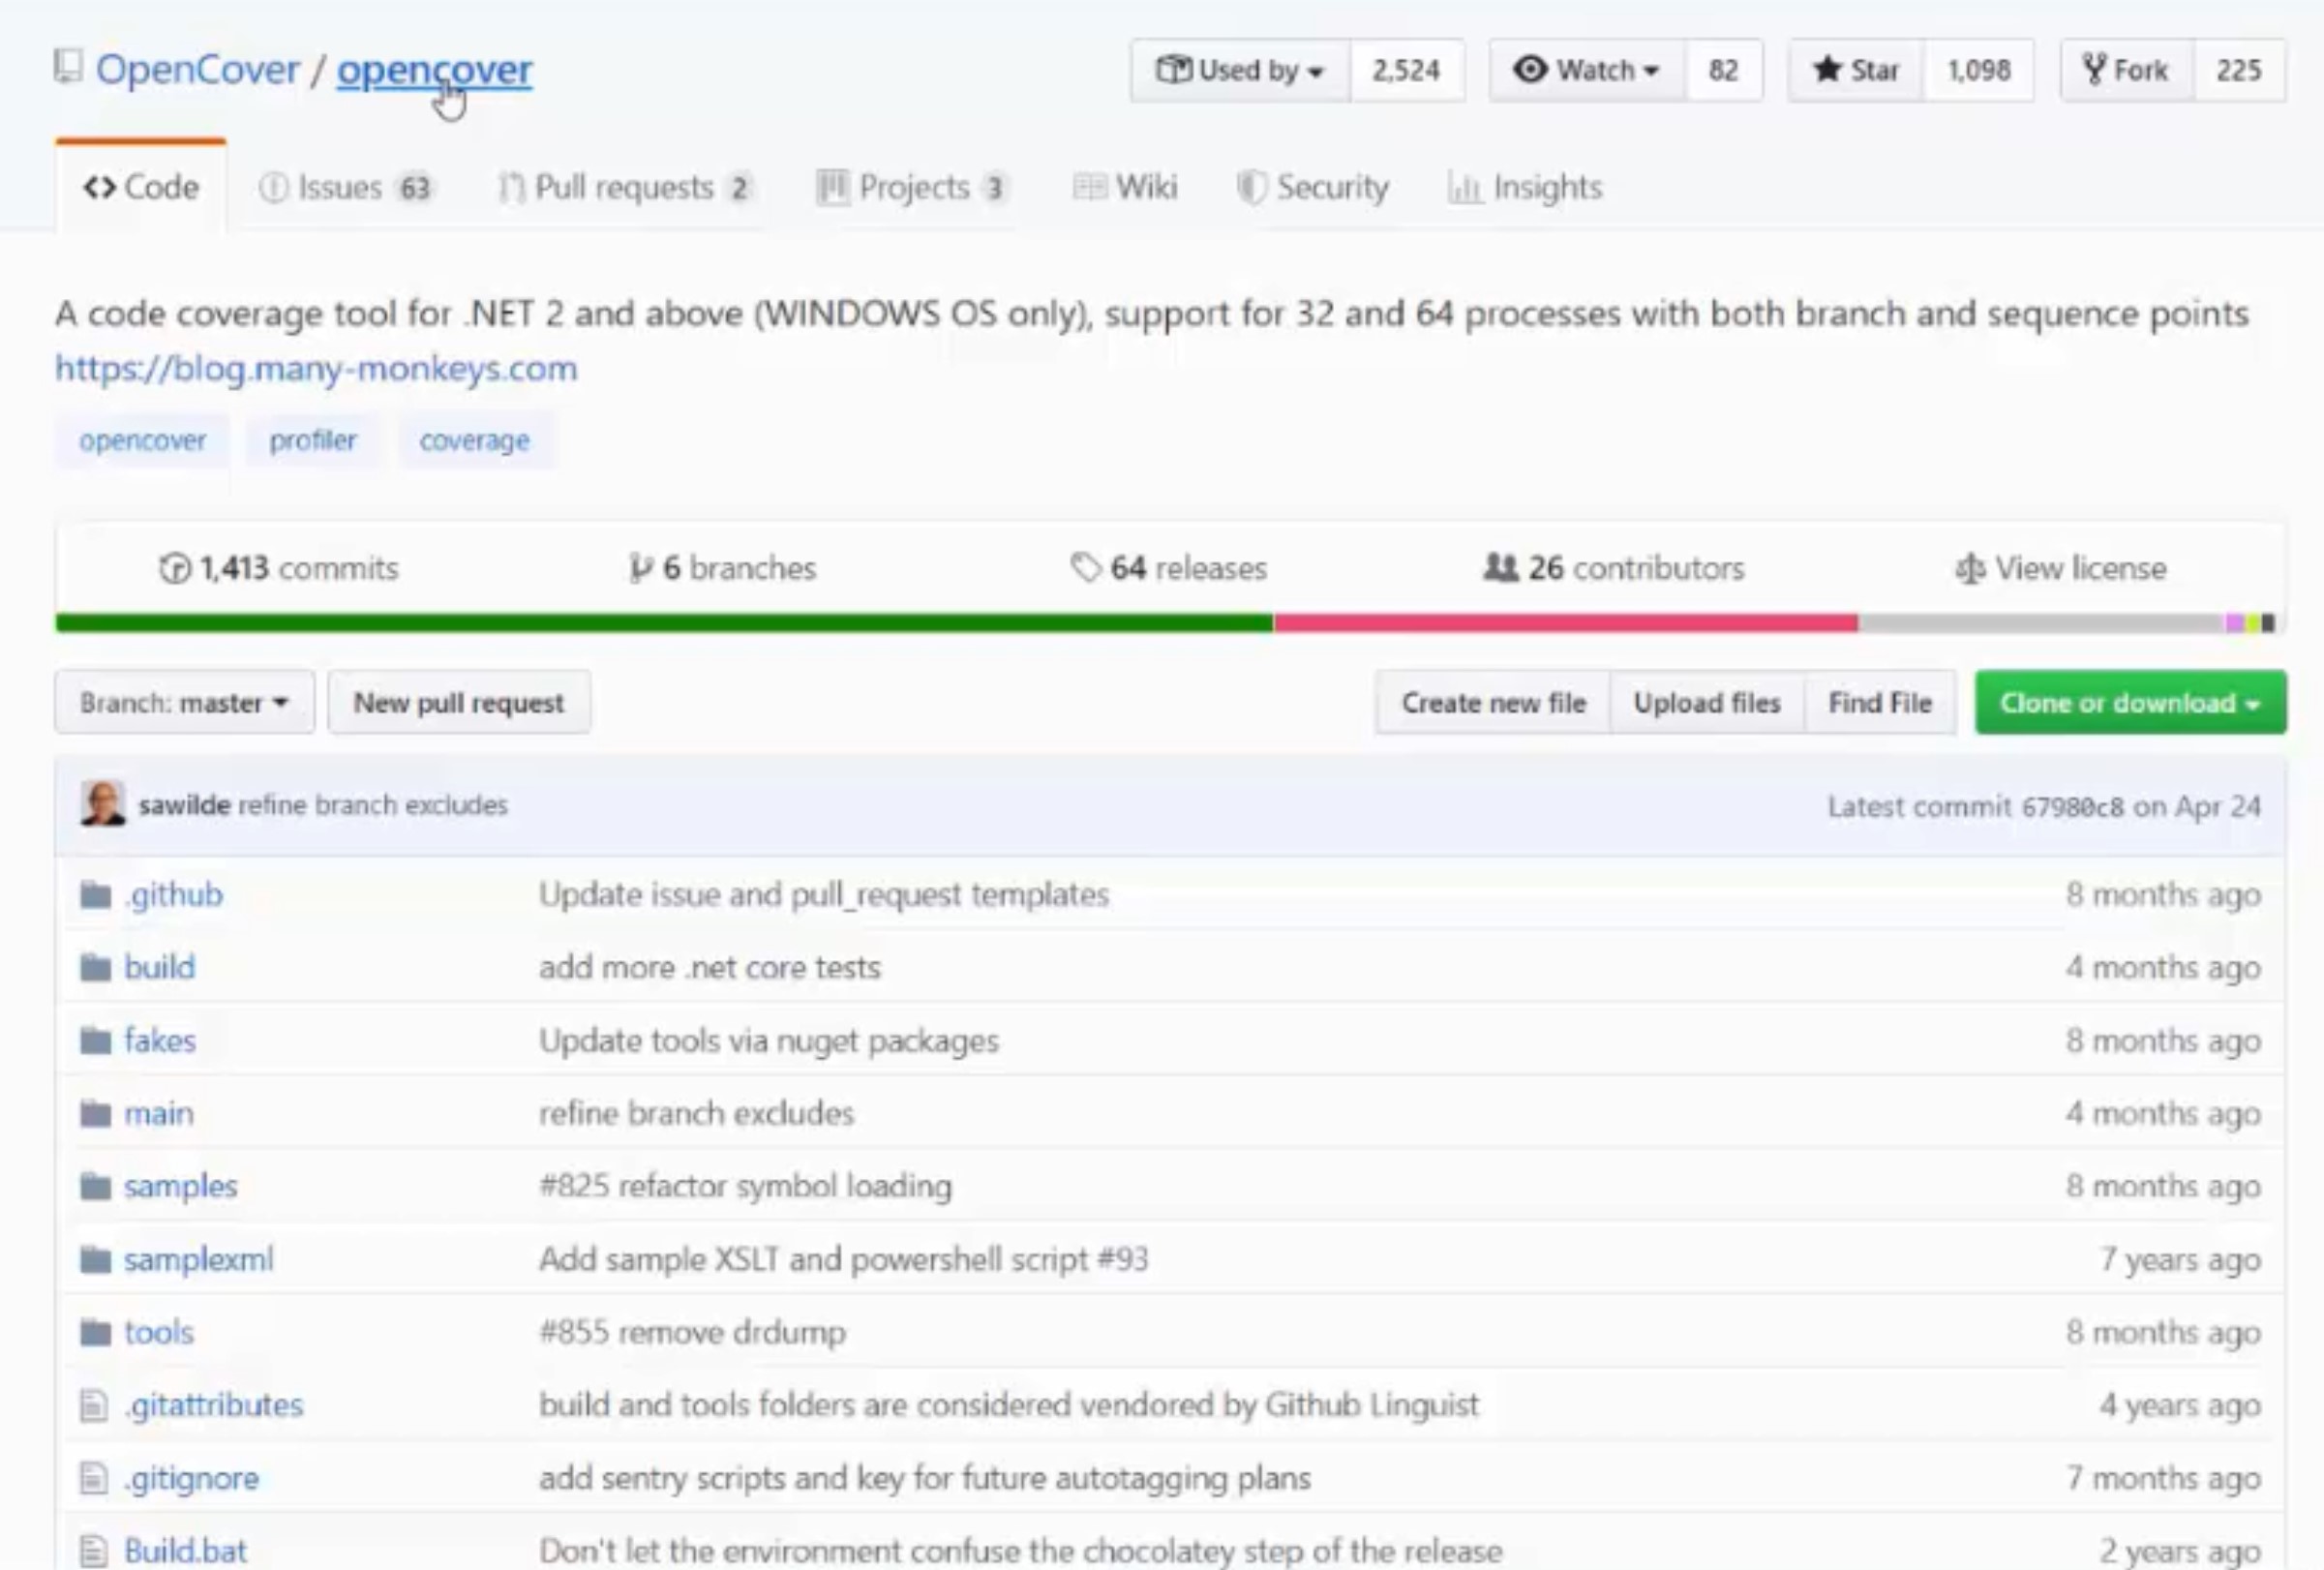 OpenCover / opencover
Used by 2,524 Watch 82 Star 1,098 Fork 225
Code Issues 63 Pull requests 2 Projects 3 Wiki Security Insights
A code coverage tool for .NET 2 and above (WINDOWS OS only), support for 32 and 64 processes with both branch and sequence points
https://blog.many-monkeys.com
opencover profiler coverage
1,413 commits 6 branches 64 releases 26 contributors View license
Branch: master New pull request Create new file Upload files Find File Clone or download
sawilde refine branch excludes Latest commit 67980c8 on Apr 24
.github Update issue and pull_request templates 8 months ago
build add more .net core tests 4 months ago
fakes Update tools via nuget packages 8 months ago
main refine branch excludes 4 months ago
samples #825 refactor symbol loading 8 months ago
samplexml Add sample XSLT and powershell script #93 7 years ago
tools #855 remove drdump 8 months ago
.gitattributes build and tools folders are considered vendored by Github Linguist 4 years ago
.gitignore add sentry scripts and key for future autotagging plans 7 months ago
Build.bat Don't let the environment confuse the chocolatey step of the release 2 years ago